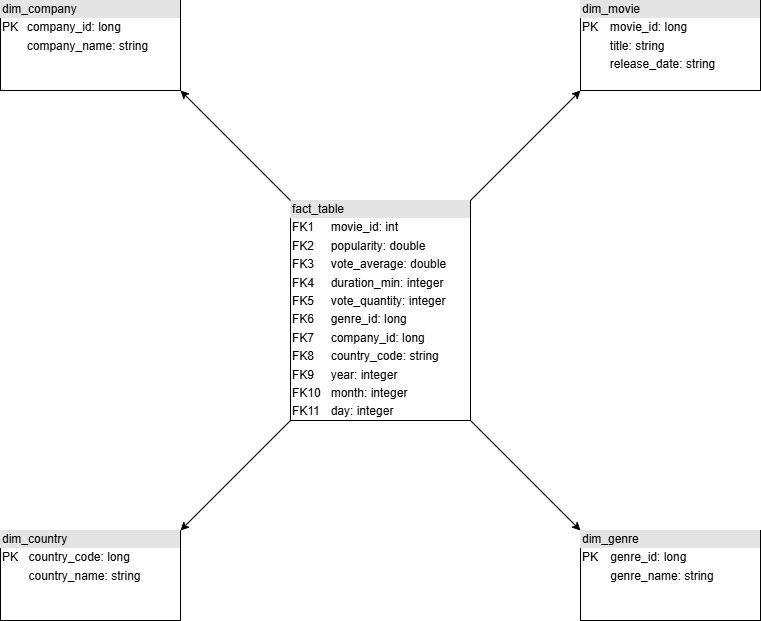 dim_company
PK company_id: long
company_name: string
dim_movie
PK movie_id: long
title: string
release_date: string
fact_table
FK1 movie_id: int
FK2 popularity: double
FK3 vote_average: double
FK4 duration_min: integer
FK5 vote_quantity: integer
FK6 genre_id: long
FK7 company_id: long
FK8 country_code: string
FK9 year: integer
FK10 month: integer
FK11 day: integer
dim_country
PK country_code: long
country_name: string
dim_genre
PK genre_id: long
genre_name: string